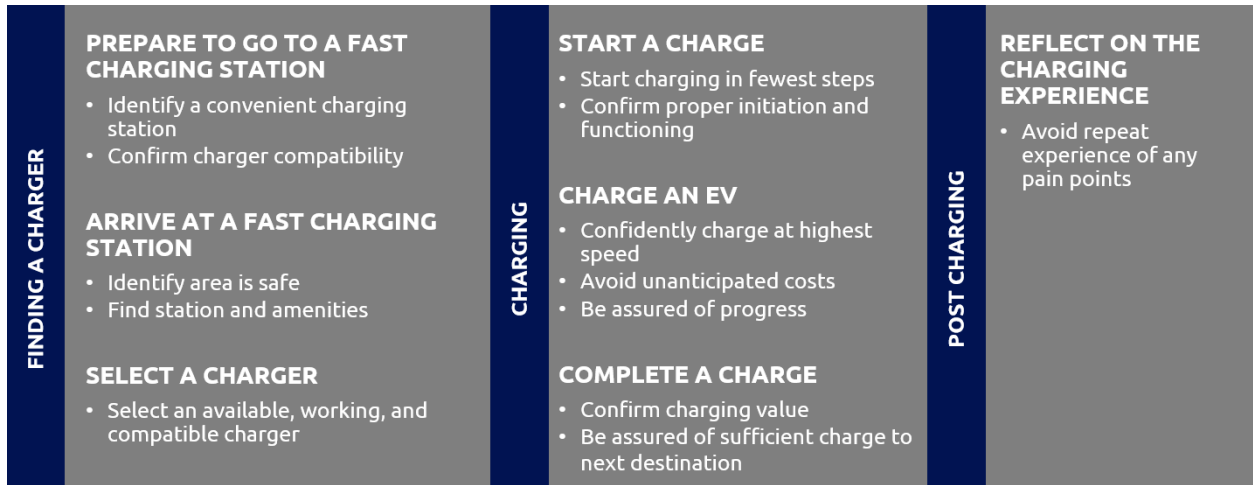 FINDING A CHARGER
PREPARE TO GO TO A FAST
CHARGING STATION
• Identify a convenient charging
station
• Confirm charger compatibility
ARRIVE AT A FAST CHARGING
STATION
• Identify area is safe
• Find station and amenities
SELECT A CHARGER
• Select an available, working, and
compatible charger
CHARGING
START A CHARGE
• Start charging in fewest steps
• Confirm proper initiation and
functioning
CHARGE AN EV
• Confidently charge at highest
speed
• Avoid unanticipated costs
• Be assured of progress
COMPLETE A CHARGE
• Confirm charging value
• Be assured of sufficient charge to
next destination
POST CHARGING
REFLECT ON THE
CHARGING
EXPERIENCE
• Avoid repeat
experience of any
pain points